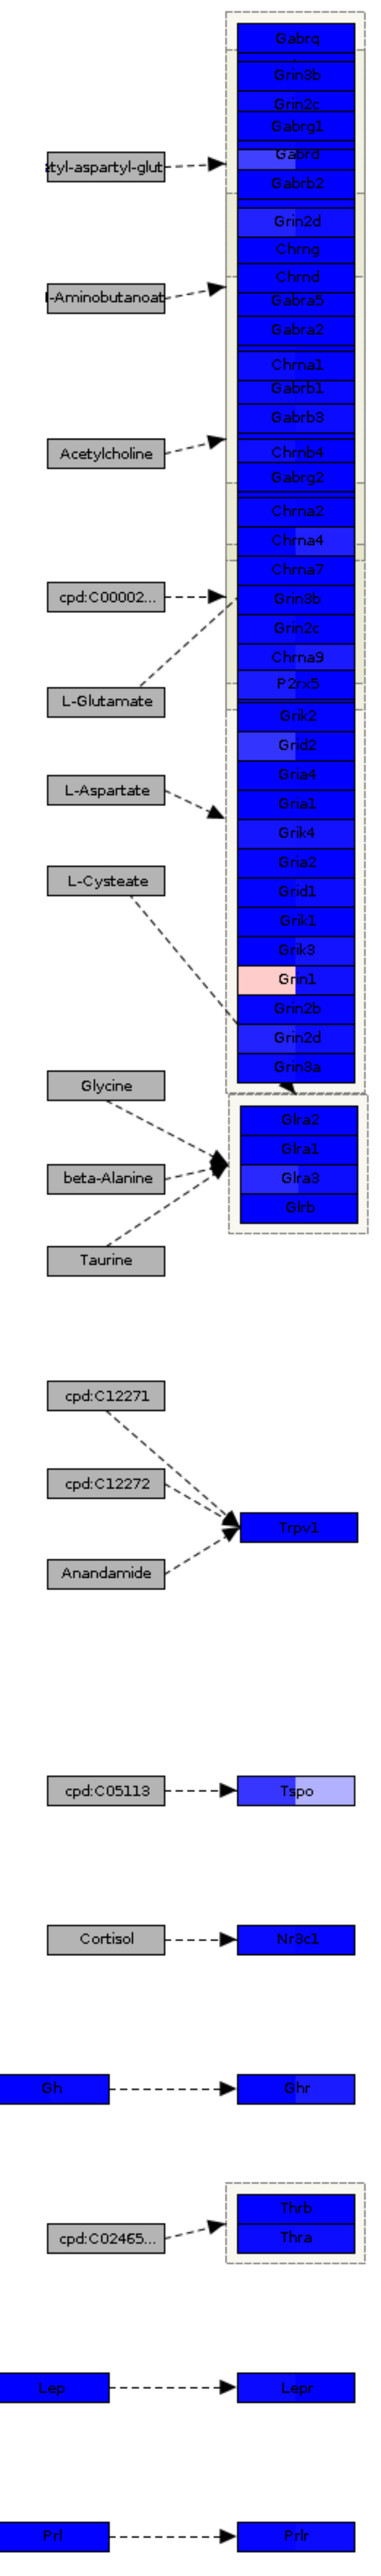 Gabrq
Grin3b
Grin2c
Gabrg1
Gabrd
tyl-aspartyl-glut
Gabrb2
Grin2d
Chrng
Chrnd
-Aminobutanoat
Gabra5
Gabra2
Chrna1
Gabrb1
Gabrb3
Acetylcholine
Chrnb4
Gabrg2
Chrna2
Chrna4
Chrna7
cpd:C00002...
Grin3b
Grin2c
Chrna9
P2rx5
L-Glutamate
Grik2
Grid2
Gria4
L-Aspartate
Gria1
Grik4
Gria2
L-Cysteate
Grid1
Grik1
Grik3
Grin1
Grin2b
Grin2d
Grin3a
Glycine
Glra2
Glra1
beta-Alanine
Glra3
Glrb
Taurine
cpd:C12271
cpd:C12272
Trpv1
Anandamide
cpd:C05113
Tspo
Cortisol
Nr3c1
Gh
Ghr
Thrb
cpd:C02465...
Thra
Lep
Lepr
Prl
Prlr